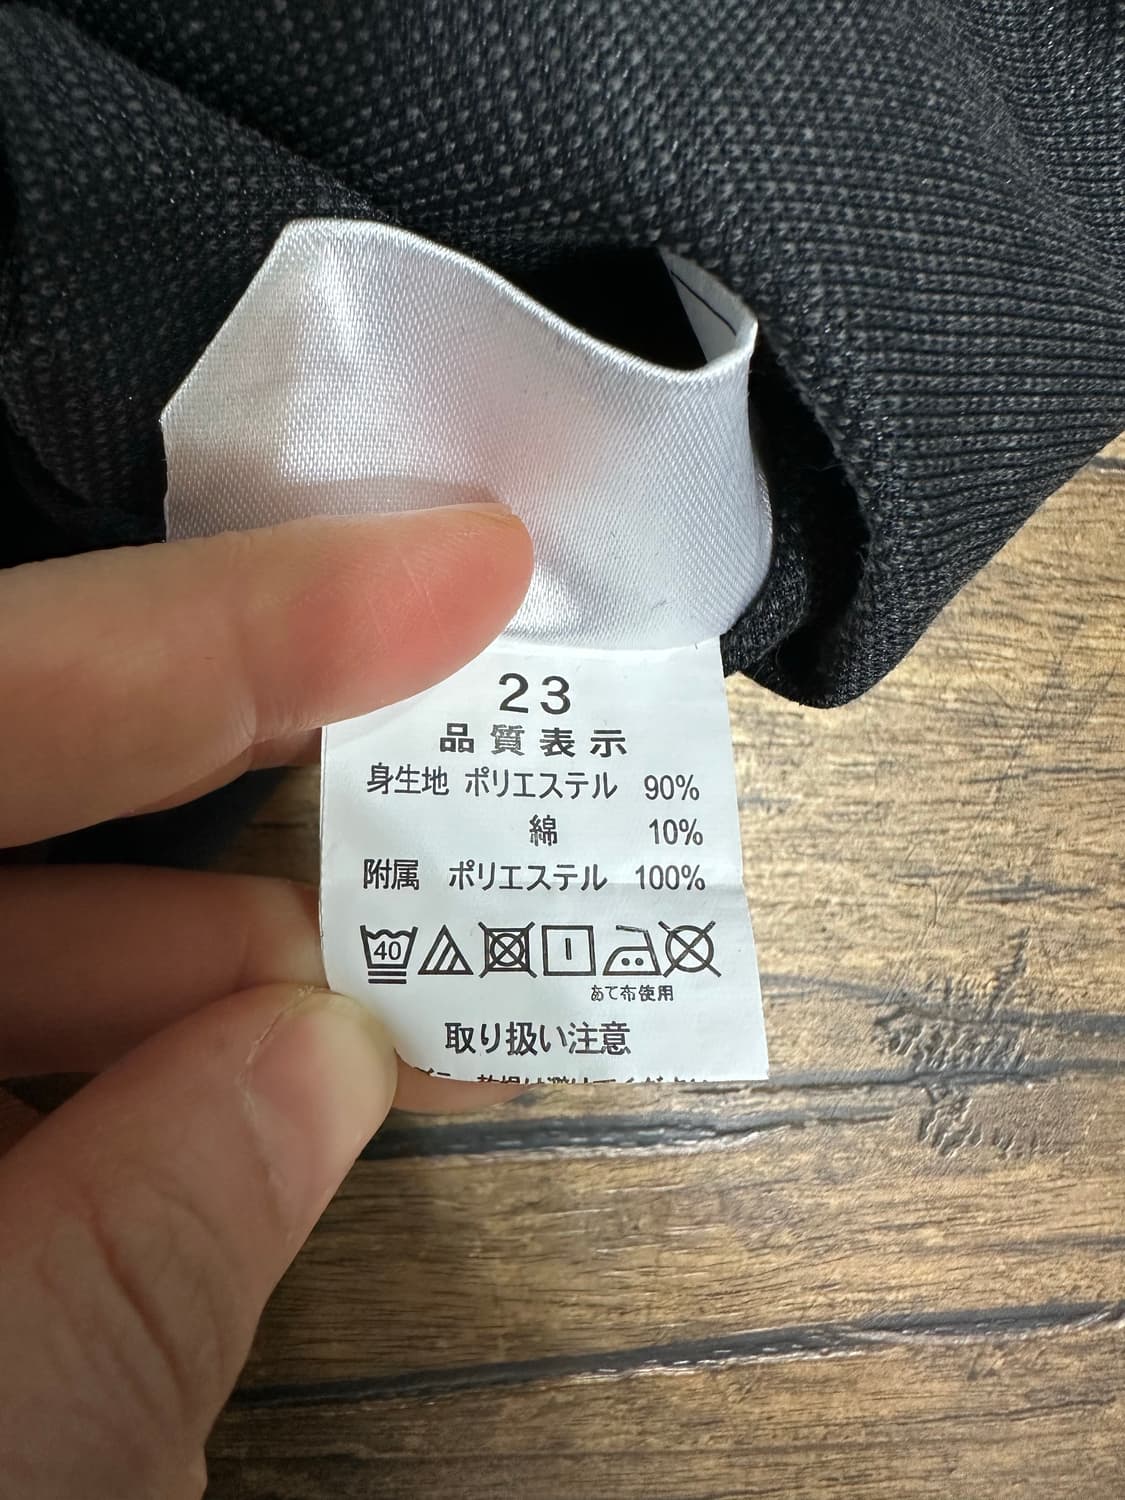 23
品質表示
身生地 ポリエステル 90%
綿 10%
附属 ポリエステル 100%
40
あて布使用
取り扱い注意